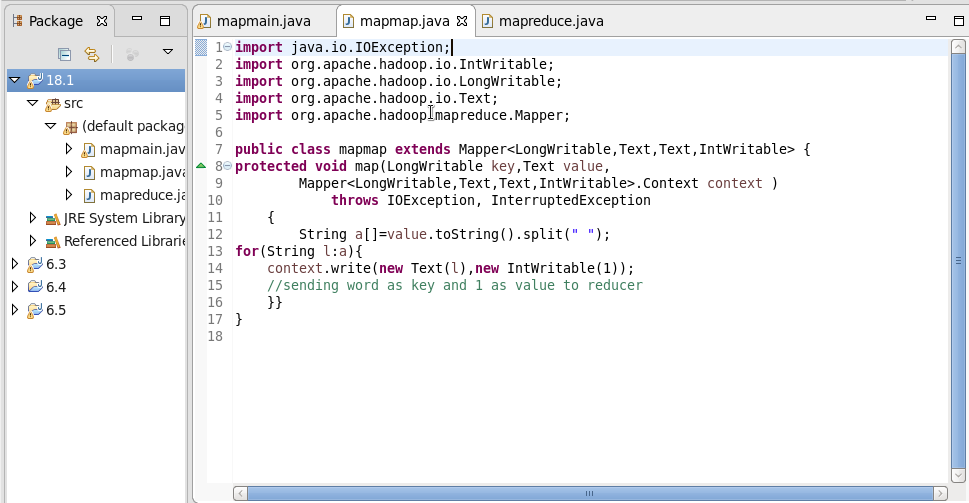 Package
mapmain.java
mapmap.java
mapreduce.java
18.1
src
(default packag
mapmain.jav
mapmap.java
mapreduce.ja
JRE System Library
Referenced Librarie
6.3
6.4
6.5
1 import java.io.IOException;
2 import org.apache.hadoop.io.IntWritable;
3 import org.apache.hadoop.io.LongWritable;
4 import org.apache.hadoop.io.Text;
5 import org.apache.hadoop.mapreduce.Mapper;
6
7 public class mapmap extends Mapper<LongWritable,Text,Text,IntWritable> {
8 protected void map(LongWritable key,Text value,
9 Mapper<LongWritable,Text,Text,IntWritable>.Context context )
10 throws IOException, InterruptedException
11 {
12 String a[]=value.toString().split(" ");
13 for(String l:a){
14 context.write(new Text(l),new IntWritable(1));
15 //sending word as key and 1 as value to reducer
16 }}
17 }
18